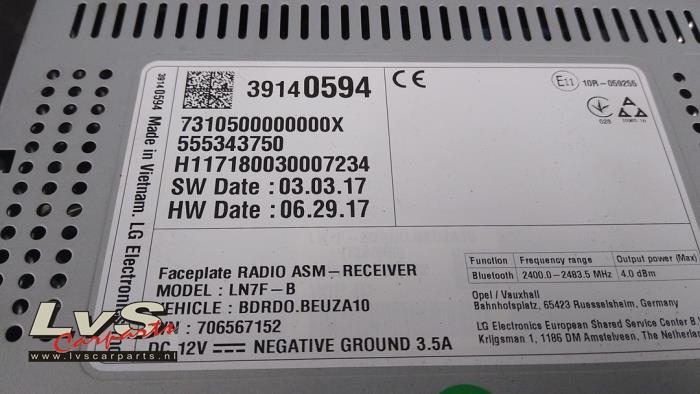 39140594
CE
E11 10R-059255
028
7310500000000X
555343750
H117180030007234
SW Date : 03.03.17
HW Date : 06.29.17
39140594 Made in Vietnam. LG Electronics
Faceplate RADIO ASM-RECEIVER
MODEL : LN7F-B
VEHICLE : BDRDO.BEUZA10
: 706567152
DC 12V NEGATIVE GROUND 3.5A
Function Frequency range Output power (Max)
Bluetooth 2400.0-2483.5 MHz 4.0 dBm
Opel / Vauxhall
Bahnhofsplatz, 65423 Ruesselsheim, Germany
LG Electronics European Shared Service Center B.V
Krijgsman 1, 1186 DM Amstelveen, The Netherlan
LvS
Carparts
www.lvscarparts.nl